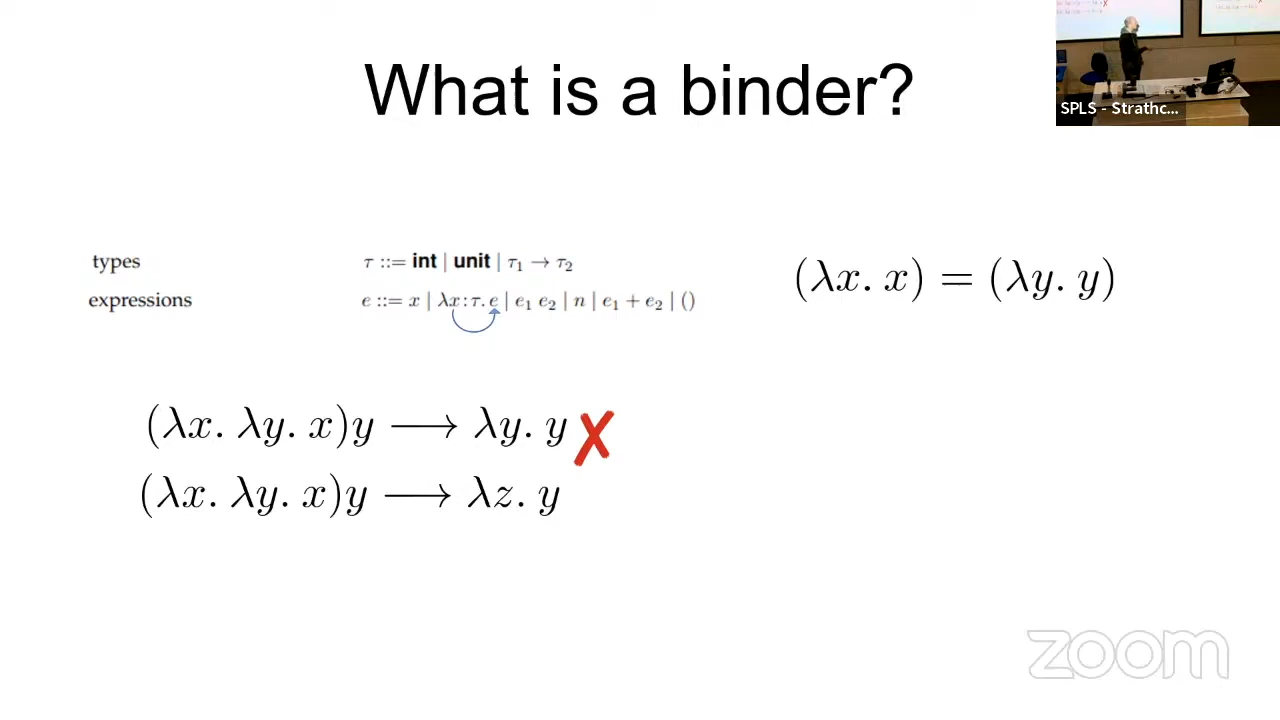 What is a binder?
SPLS - Strathc...
types τ ::= int | unit | τ₁ → τ₂
expressions e ::= x | λx:τ. e | e₁ e₂ | n | e₁ + e₂ | ()
(λx. x) = (λy. y)
(λx. λy. x)y ⟶ λy. y ✗
(λx. λy. x)y ⟶ λz. y
zoom